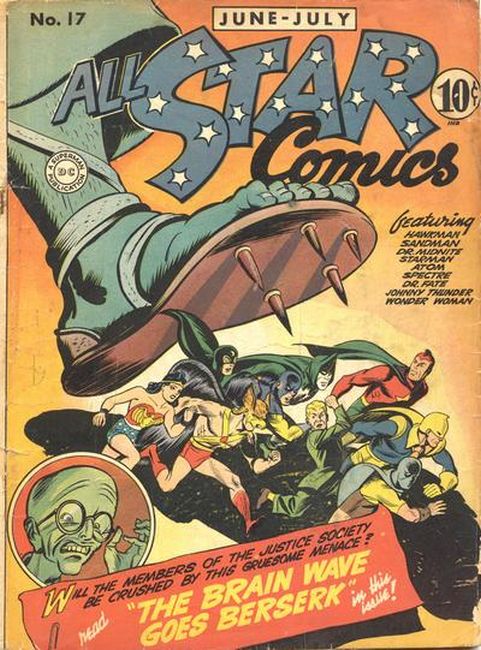 No. 17
JUNE-JULY
ALL STAR
Comics
10¢
A SUPERMAN
DC
PUBLICATION
featuring
HAWKMAN
SANDMAN
DR. MIDNITE
STARMAN
ATOM
SPECTRE
DR. FATE
JOHNNY THUNDER
WONDER WOMAN
WILL THE MEMBERS OF THE JUSTICE SOCIETY
BE CRUSHED BY THIS GRUESOME MENACE?
read "THE BRAIN WAVE
GOES BERSERK" in this
issue!